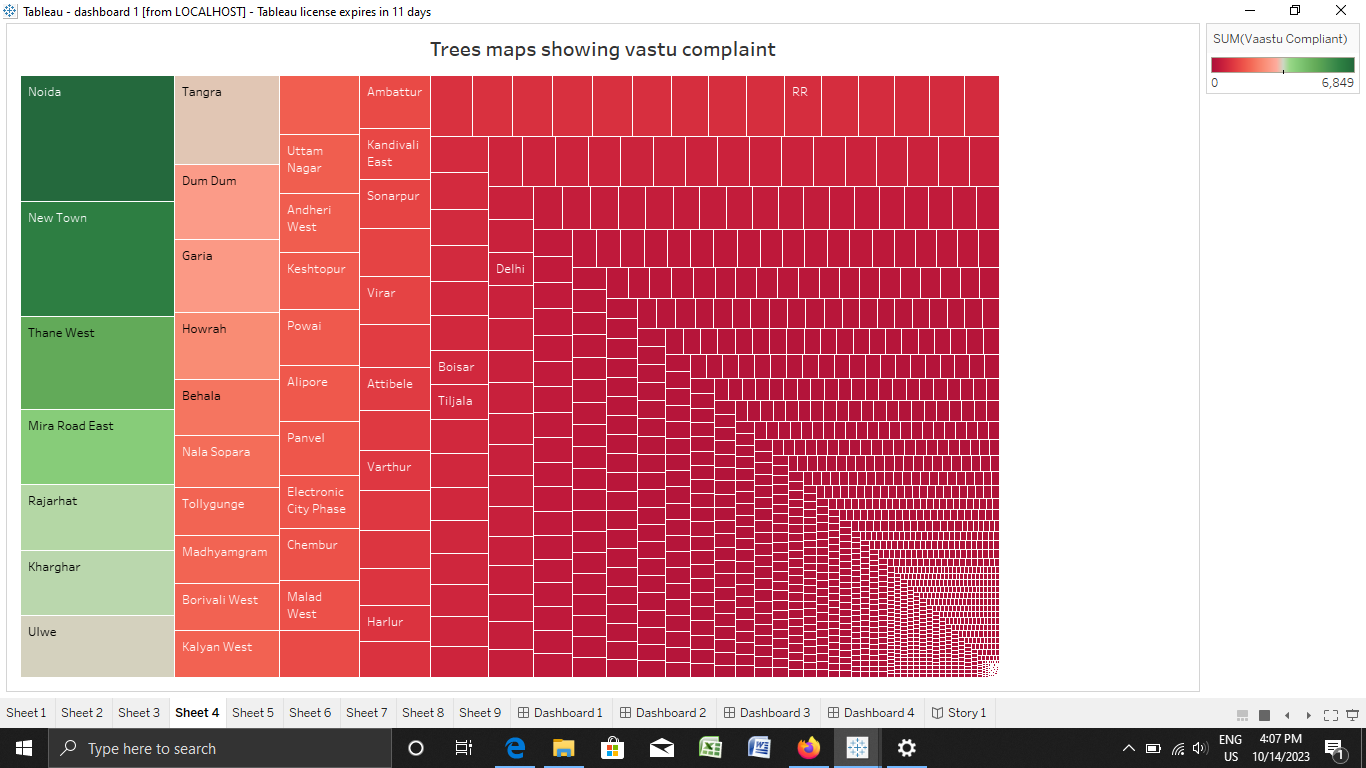 Tableau - dashboard 1 [from LOCALHOST] - Tableau license expires in 11 days
Trees maps showing vastu complaint
SUM(Vaastu Compliant)
0 6,849
Noida
New Town
Thane West
Mira Road East
Rajarhat
Kharghar
Ulwe
Tangra
Dum Dum
Garia
Howrah
Behala
Nala Sopara
Tollygunge
Madhyamgram
Borivali West
Kalyan West
Uttam
Nagar
Andheri
West
Keshtopur
Powai
Alipore
Panvel
Electronic
City Phase
Chembur
Malad
West
Ambattur
Kandivali
East
Sonarpur
Virar
Attibele
Varthur
Harlur
Boisar
Tiljala
Delhi
RR
Sheet 1 Sheet 2 Sheet 3 Sheet 4 Sheet 5 Sheet 6 Sheet 7 Sheet 8 Sheet 9 Dashboard 1 Dashboard 2 Dashboard 3 Dashboard 4 Story 1
Type here to search
ENG
US
4:07 PM
10/14/2023
1